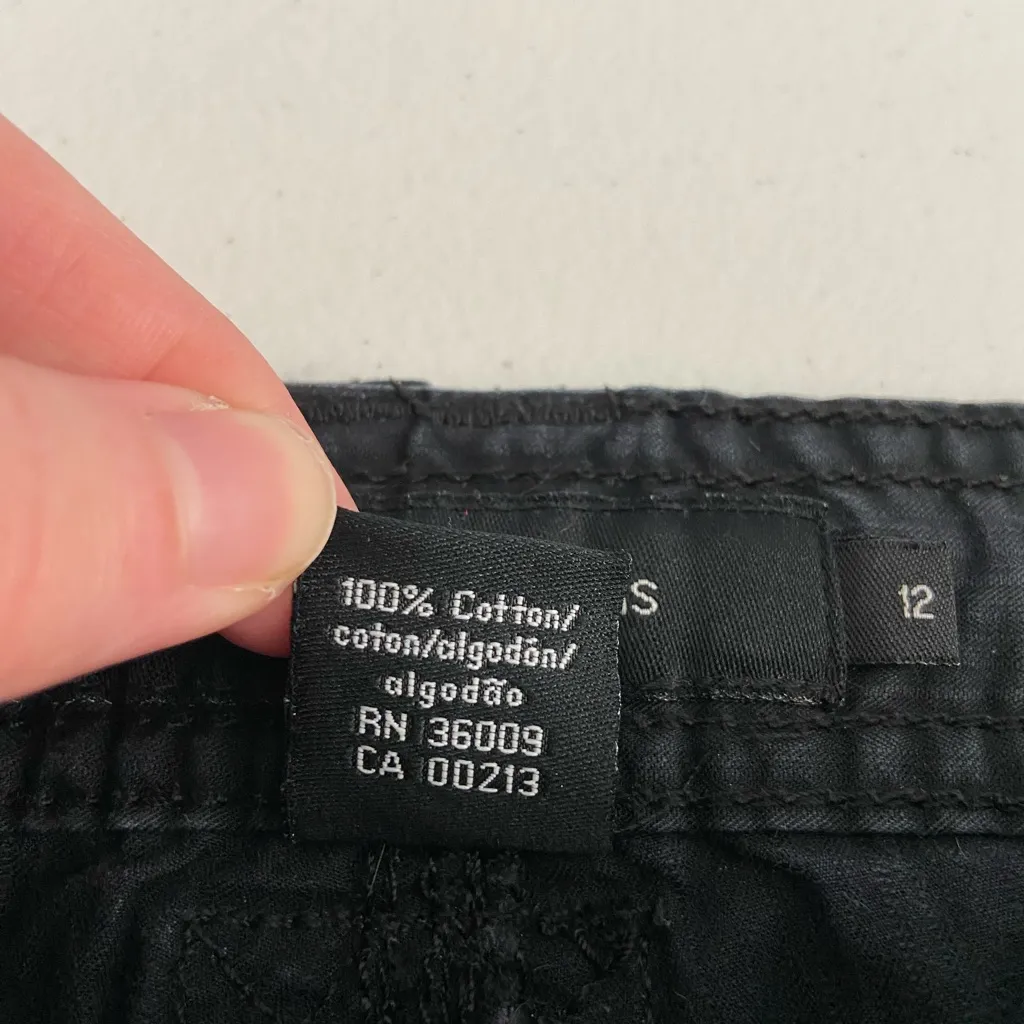 100% Cotton/
coton/algodón/
algodão
RN 36009
CA 00213
12